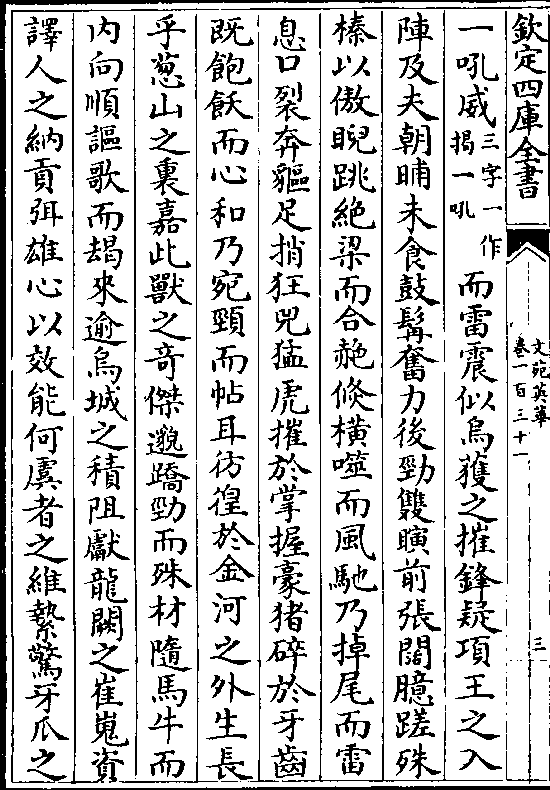 欽定四庫全書
文苑英華
卷一百三十一
三
一吼威三字一作揭一吼而雷震似烏獲之摧鋒疑項王之入
陣及夫朝晡未食鼓髯奮力後勁雙瞚前張闊臆蹉殊
榛以傲睨跳絶梁而合赩倐横噬而風馳乃掉尾而雷
息口裂奔軀足捎狂兕猛虎摧於掌握豪猪碎於牙齒
既飽飫而心和乃宛頸而帖耳彷徨於金河之外生長
乎葱山之裏嘉此獸之竒傑邈蹻勁而殊材隨馬牛而
内向順謳歌而朅來逾烏城之積阻獻龍闕之崔嵬資
譯人之納貢弭雄心以效能何虞者之維縶驚牙爪之